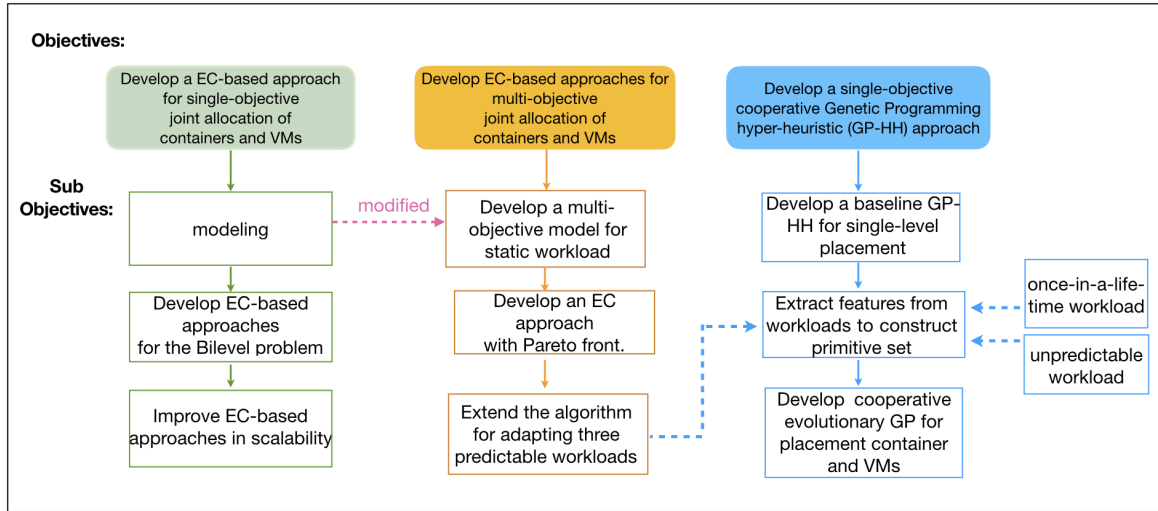 Objectives:
Develop a EC-based approach
for single-objective
joint allocation of
containers and VMs
Develop EC-based approaches for
multi-objective
joint allocation of
containers and VMs
Develop a single-objective
cooperative Genetic Programming
hyper-heuristic (GP-HH) approach
Sub
Objectives:
modeling
modified
Develop a multi-
objective model for
static workload
Develop a baseline GP-
HH for single-level
placement
Develop EC-based
approaches
for the Bilevel problem
Develop an EC
approach
with Pareto front.
Extract features from
workloads to construct
primitive set
once-in-a-life-
time workload
unpredictable
workload
Improve EC-based
approaches in scalability
Extend the algorithm
for adapting three
predictable workloads
Develop cooperative
evolutionary GP for
placement container
and VMs